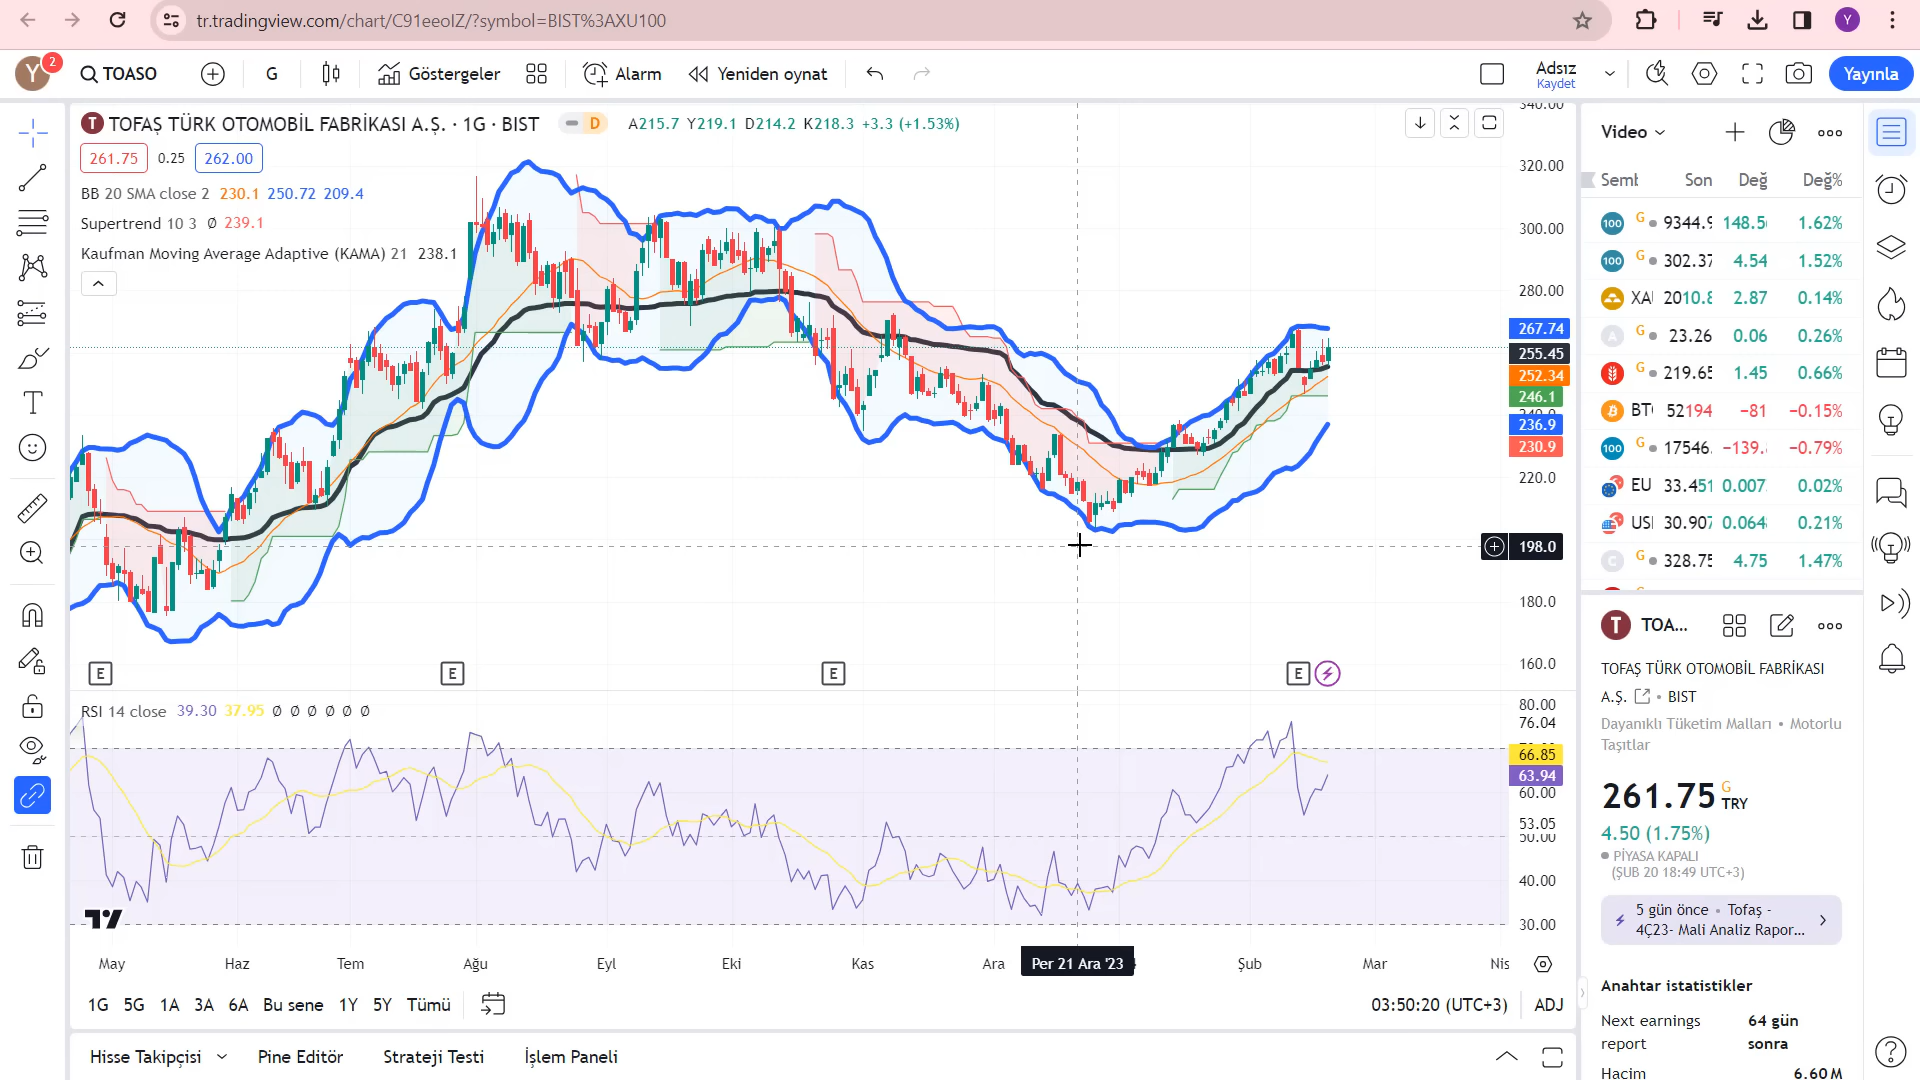 tr.tradingview.com/chart/C91eeoIZ/?symbol=BIST%3AXU100
Y
Y 2 TOASO G Göstergeler Alarm Yeniden oynat Adsız Kaydet Yayınla
T TOFAŞ TÜRK OTOMOBİL FABRİKASI A.Ş. · 1G · BIST D A215.7 Y219.1 D214.2 K218.3 +3.3 (+1.53%)
261.75 0.25 262.00
BB 20 SMA close 2 230.1 250.72 209.4
Supertrend 10 3 Ø 239.1
Kaufman Moving Average Adaptive (KAMA) 21 238.1
340.00
320.00
300.00
280.00
267.74
255.45
252.34
246.1
240.0
236.9
230.9
220.0
198.0
180.0
160.0
E E E E
RSI 14 close 39.30 37.95 Ø Ø Ø Ø Ø Ø
80.00
76.04
66.85
63.94
60.00
53.05
50.00
40.00
30.00
May Haz Tem Ağu Eyl Eki Kas Ara Per 21 Ara '23 Şub Mar Nis
1G 5G 1A 3A 6A Bu sene 1Y 5Y Tümü 03:50:20 (UTC+3) ADJ
Hisse Takipçisi Pine Editör Strateji Testi İşlem Paneli
Video
Semt Son Değ Değ%
100 G 9344.9 148.5 1.62%
100 G 302.37 4.54 1.52%
XAU 2010.8 2.87 0.14%
A G 23.26 0.06 0.26%
G 219.65 1.45 0.66%
BT 52194 −81 −0.15%
100 G 17546. −139. −0.79%
EU 33.451 0.007 0.02%
US 30.907 0.064 0.21%
C G 328.75 4.75 1.47%
T TOA...
TOFAŞ TÜRK OTOMOBİL FABRİKASI
A.Ş. • BIST
Dayanıklı Tüketim Malları • Motorlu
Taşıtlar
261.75 G TRY
4.50 (1.75%)
PİYASA KAPALI
(ŞUB 20 18:49 UTC+3)
5 gün önce • Tofaş -
4Ç23- Mali Analiz Rapor...
Anahtar istatistikler
Next earnings report 64 gün sonra
Hacim 6.60M